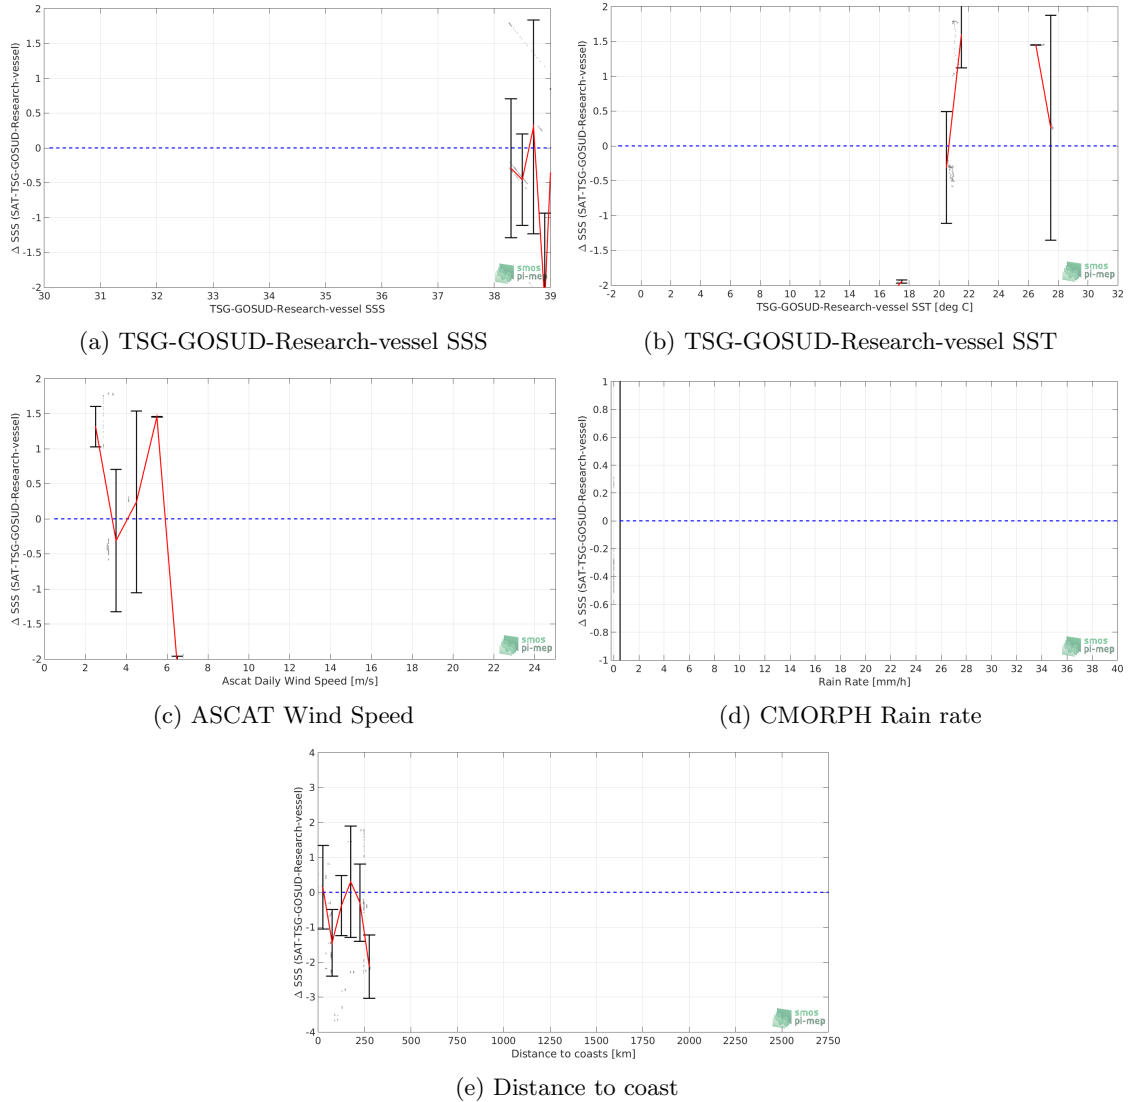 2
1.5
1
0.5
0
-0.5
-1
-1.5
-2
Δ SSS (SAT-TSG-GOSUD-Research-vessel)
30 31 32 33 34 35 36 37 38 39
TSG-GOSUD-Research-vessel SSS
smos
pi-mep
(a) TSG-GOSUD-Research-vessel SSS
2
1.5
1
0.5
0
-0.5
-1
-1.5
-2
Δ SSS (SAT-TSG-GOSUD-Research-vessel)
-2 0 2 4 6 8 10 12 14 16 18 20 22 24 26 28 30 32
TSG-GOSUD-Research-vessel SST [deg C]
smos
pi-mep
(b) TSG-GOSUD-Research-vessel SST
2
1.5
1
0.5
0
-0.5
-1
-1.5
-2
Δ SSS (SAT-TSG-GOSUD-Research-vessel)
0 2 4 6 8 10 12 14 16 18 20 22 24
Ascat Daily Wind Speed [m/s]
smos
pi-mep
(c) ASCAT Wind Speed
1
0.8
0.6
0.4
0.2
0
-0.2
-0.4
-0.6
-0.8
-1
Δ SSS (SAT-TSG-GOSUD-Research-vessel)
0 2 4 6 8 10 12 14 16 18 20 22 24 26 28 30 32 34 36 38 40
Rain Rate [mm/h]
smos
pi-mep
(d) CMORPH Rain rate
4
3
2
1
0
-1
-2
-3
-4
Δ SSS (SAT-TSG-GOSUD-Research-vessel)
0 250 500 750 1000 1250 1500 1750 2000 2250 2500 2750
Distance to coasts [km]
smos
pi-mep
(e) Distance to coast